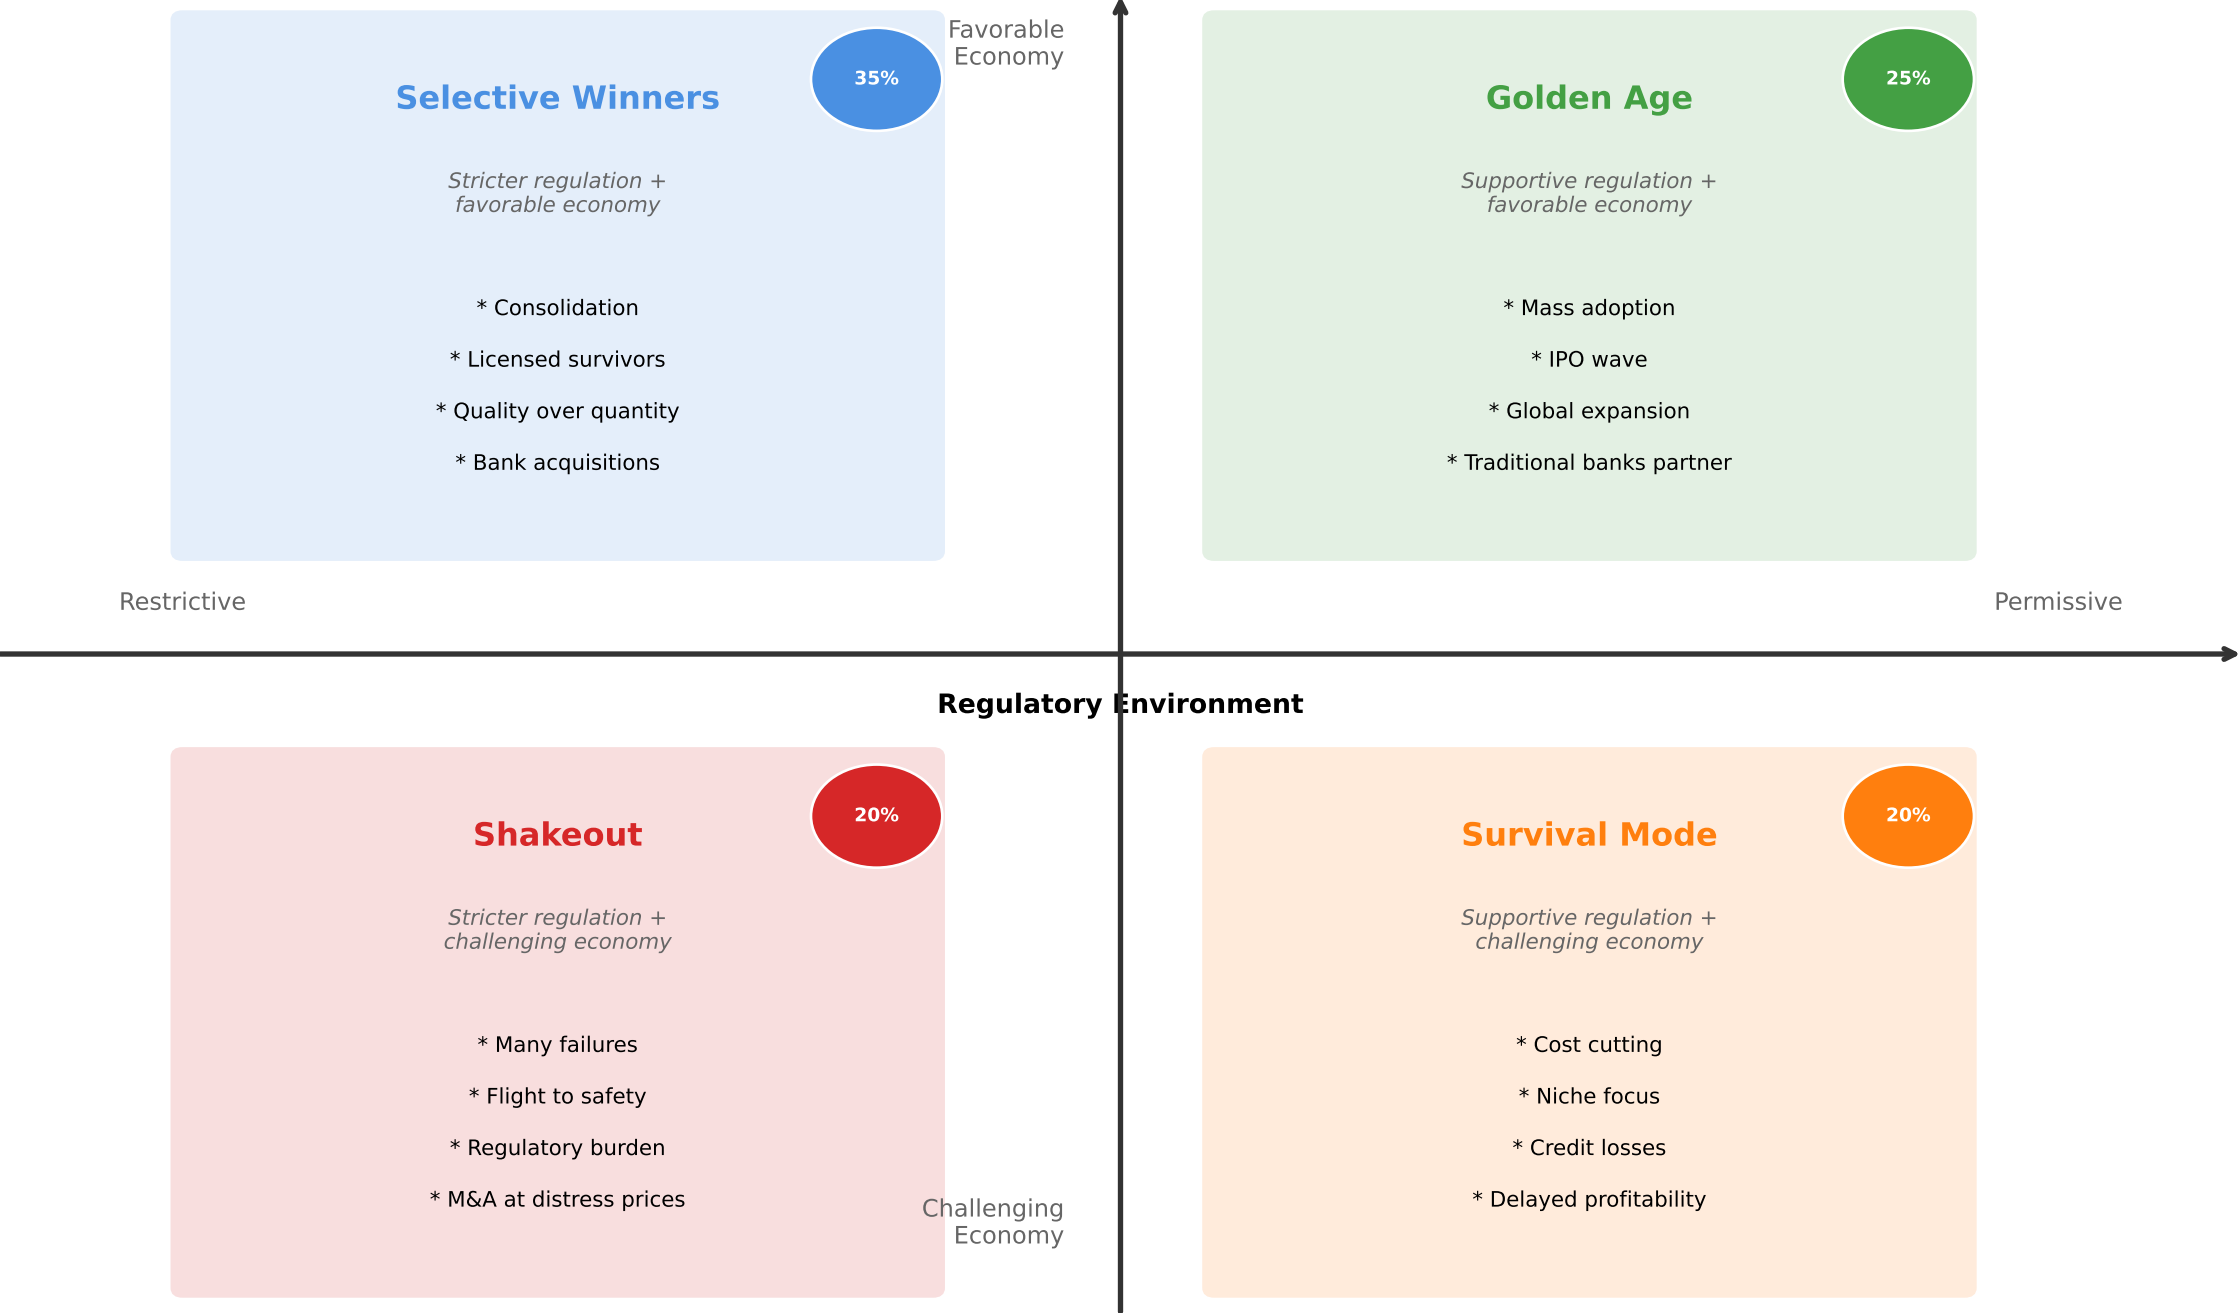 Favorable
Economy
35%
Selective Winners
Stricter regulation +
favorable economy
* Consolidation
* Licensed survivors
* Quality over quantity
* Bank acquisitions
25%
Golden Age
Supportive regulation +
favorable economy
* Mass adoption
* IPO wave
* Global expansion
* Traditional banks partner
Restrictive
Permissive
Regulatory Environment
20%
Shakeout
Stricter regulation +
challenging economy
* Many failures
* Flight to safety
* Regulatory burden
* M&A at distress prices
Challenging
Economy
20%
Survival Mode
Supportive regulation +
challenging economy
* Cost cutting
* Niche focus
* Credit losses
* Delayed profitability